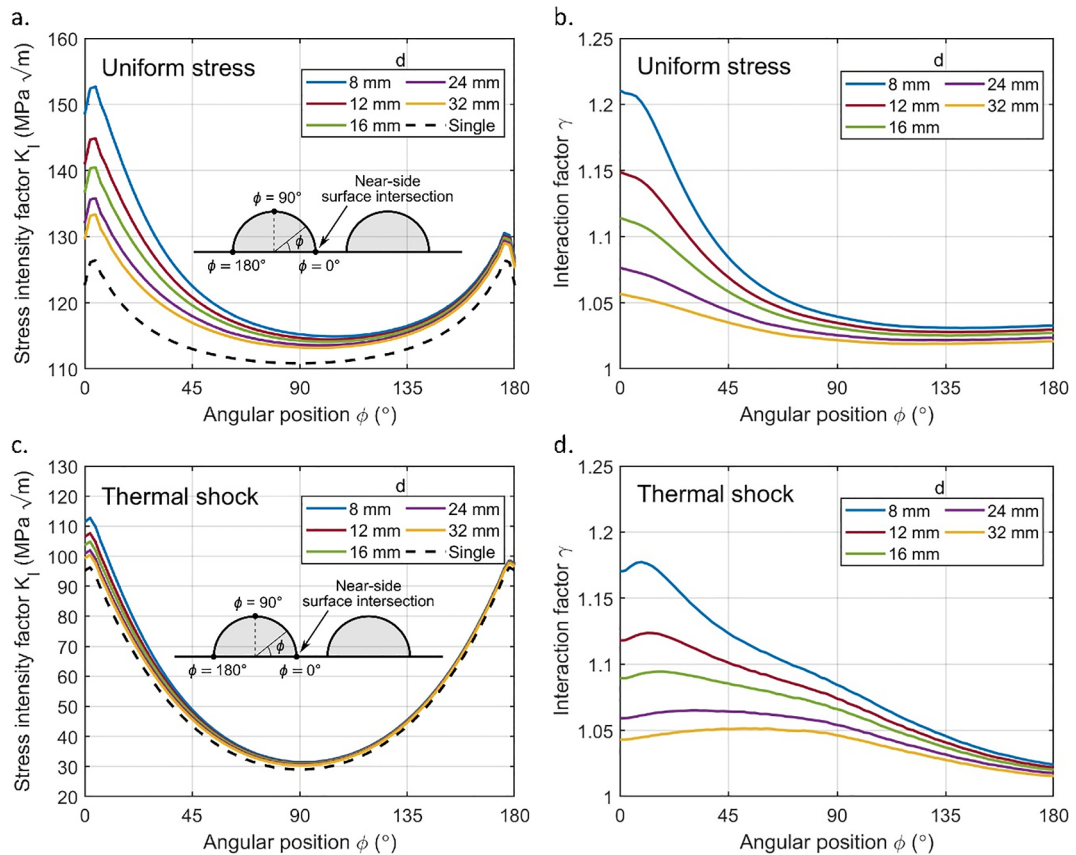 a.
Uniform stress
d
8 mm
24 mm
12 mm
32 mm
16 mm
Single
160
150
140
130
120
110
Stress intensity factor K_I (MPa √m)
ϕ = 90°
Near-side
surface intersection
ϕ
ϕ = 180°
ϕ=0°
0
45
90
135
180
Angular position ϕ (°)
b.
Uniform stress
d
8 mm
24 mm
12 mm
32 mm
16 mm
1.25
1.2
1.15
1.1
1.05
1
Interaction factor γ
0
45
90
135
180
Angular position ϕ (°)
c.
Thermal shock
d
8 mm
24 mm
12 mm
32 mm
16 mm
Single
130
120
110
100
90
80
70
60
50
40
30
20
Stress intensity factor K_I (MPa √m)
Near-side
surface intersection
ϕ = 90°
ϕ
ϕ = 180°
ϕ=0°
0
45
90
135
180
Angular position ϕ (°)
d.
Thermal shock
d
8 mm
24 mm
12 mm
32 mm
16 mm
1.25
1.2
1.15
1.1
1.05
1
Interaction factor γ
0
45
90
135
180
Angular position ϕ (°)